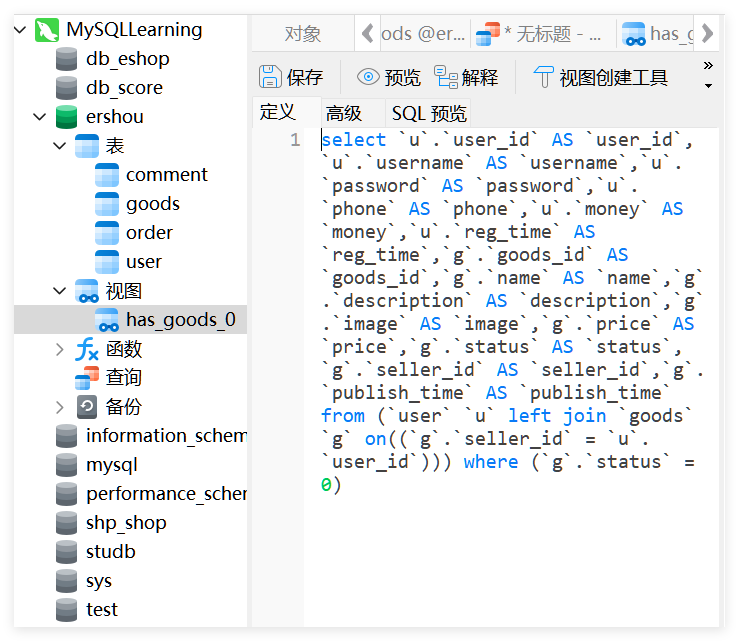 MySQLLearning
db_eshop
db_score
ershou
表
comment
goods
order
user
视图
has_goods_0
函数
查询
备份
information_schem
mysql
performance_scher
shp_shop
studb
sys
test
对象
ods @er...
* 无标题 - ...
has_g
保存
预览
解释
视图创建工具
定义
高级
SQL 预览
1
select `u`.`user_id` AS `user_id`,
`u`.`username` AS `username`,`u`.
`password` AS `password`,`u`.
`phone` AS `phone`,`u`.`money` AS
`money`,`u`.`reg_time` AS
`reg_time`,`g`.`goods_id` AS
`goods_id`,`g`.`name` AS `name`,`g`
.`description` AS `description`,`g`
.`image` AS `image`,`g`.`price` AS
`price`,`g`.`status` AS `status`,
`g`.`seller_id` AS `seller_id`,`g`.
`publish_time` AS `publish_time`
from (`user` `u` left join `goods`
`g` on((`g`.`seller_id` = `u`.
`user_id`))) where (`g`.`status` =
0)